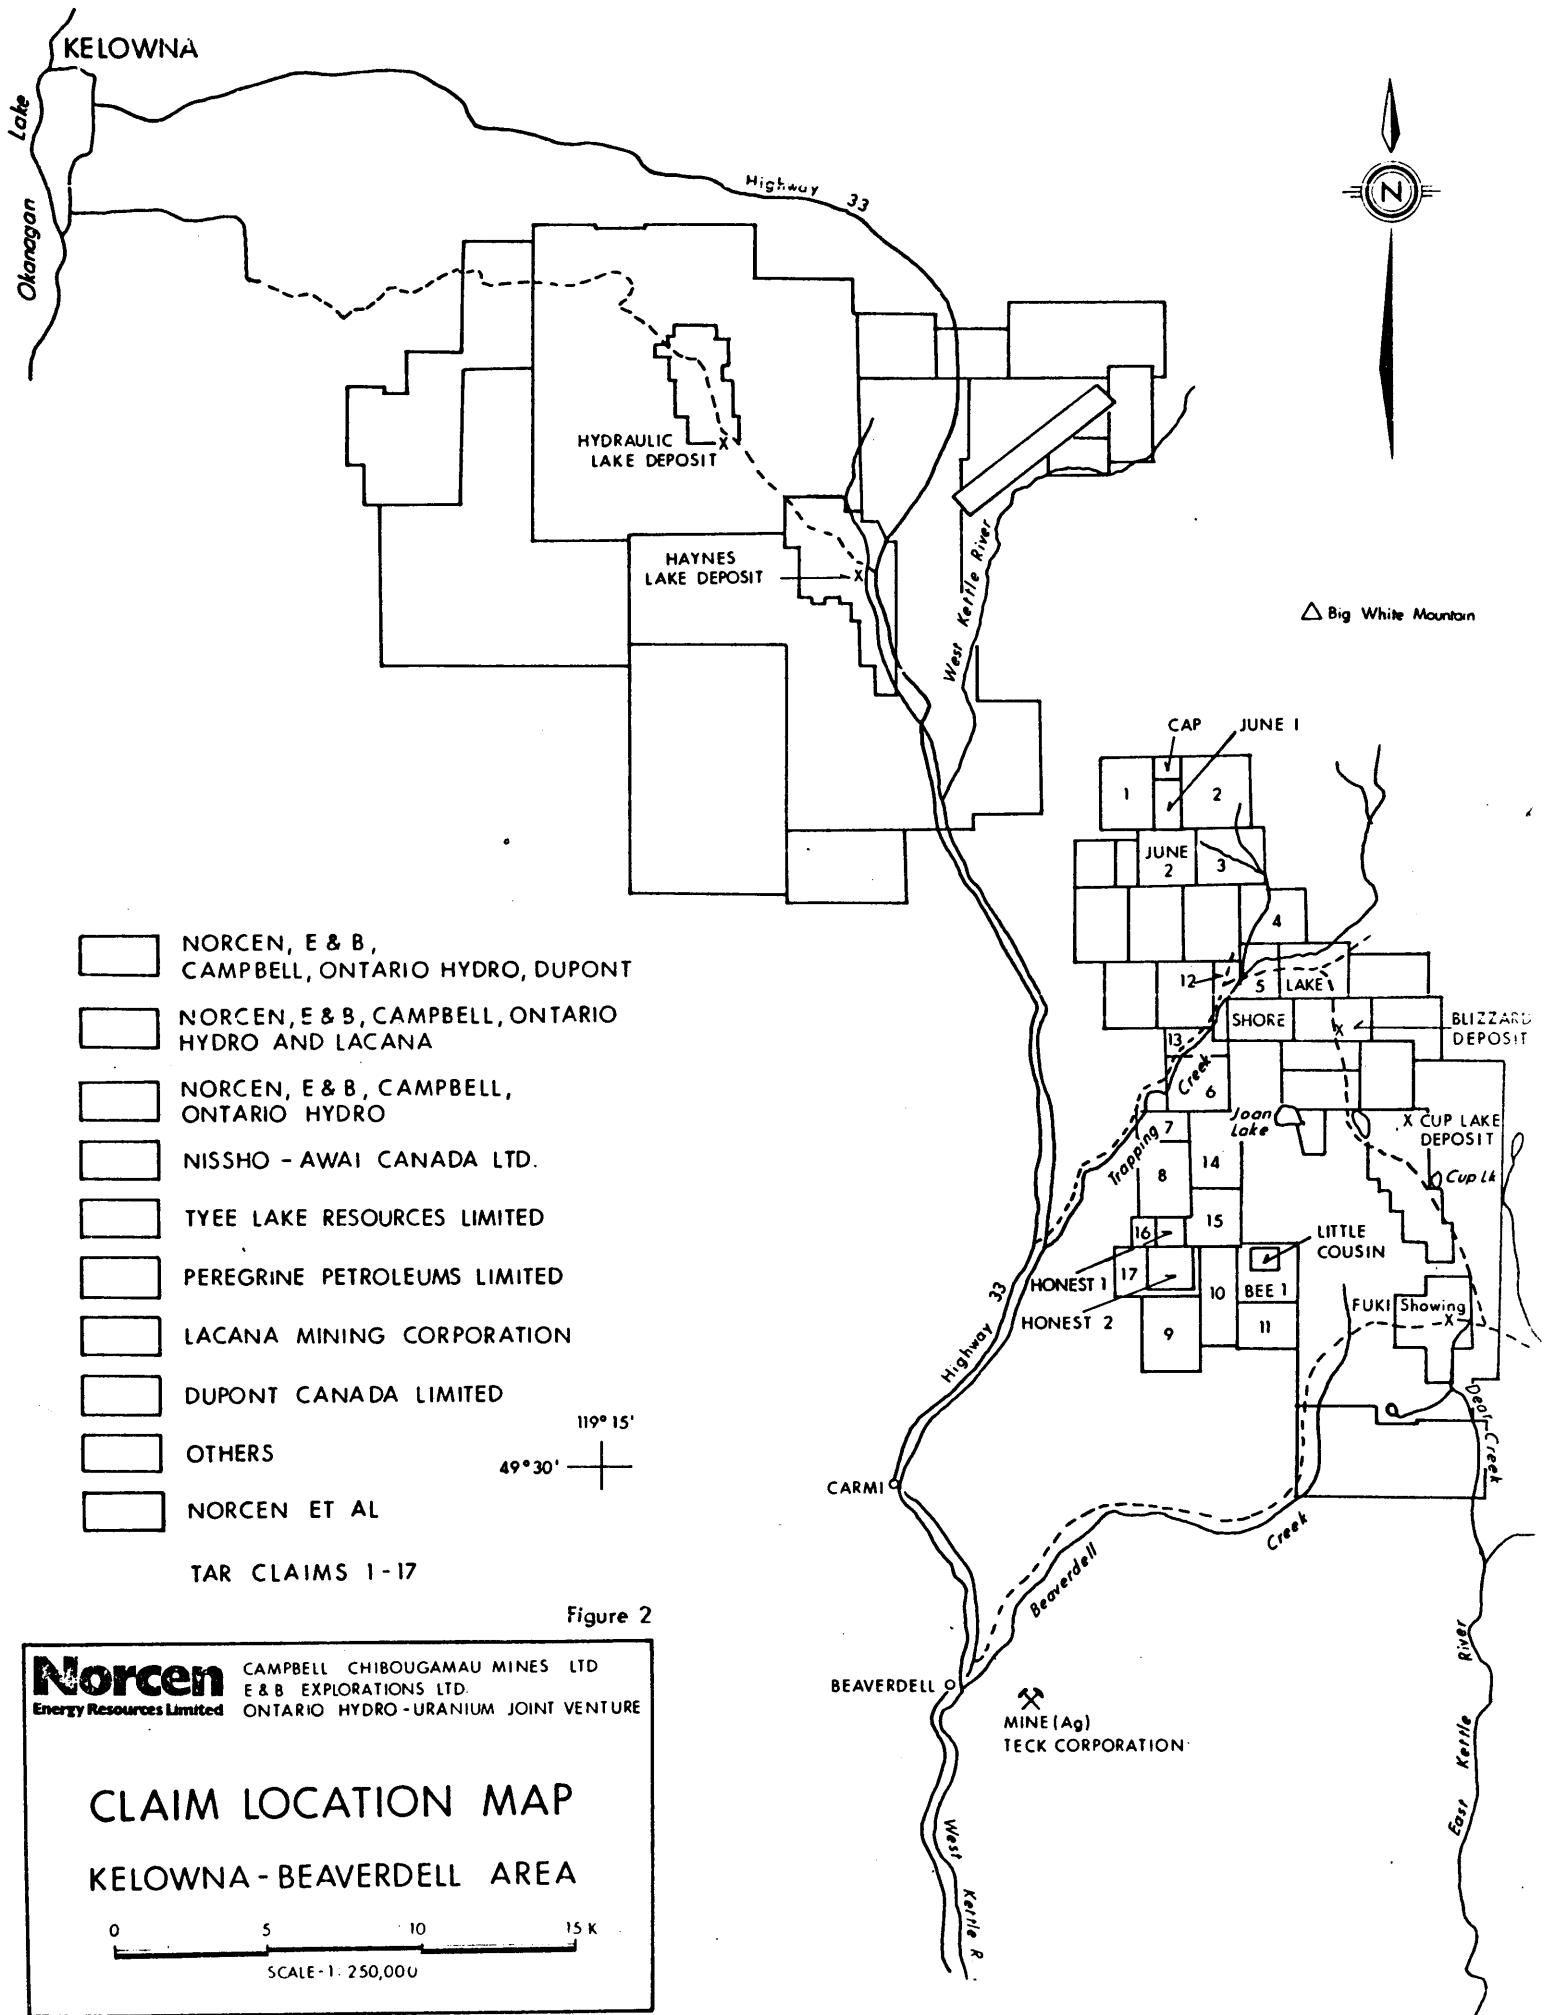 KELOWNA
Okanagan Lake
Highway 33
N
HYDRAULIC
LAKE DEPOSIT
X
HAYNES
LAKE DEPOSIT
X
West Kettle River
Big White Mountain
CAP
JUNE 1
1
2
JUNE
2
3
4
12
5
LAKE
SHORE
X
BLIZZARD
DEPOSIT
13
Creek
6
Joan
Lake
X CUP LAKE
DEPOSIT
7
Trapping
8
14
Cup Lk
15
16
LITTLE
COUSIN
17
HONEST 1
10
BEE 1
FUKI Showing
X
HONEST 2
9
11
Highway 33
Dear Creek
NORCEN, E & B,
CAMPBELL, ONTARIO HYDRO, DUPONT
NORCEN, E & B, CAMPBELL, ONTARIO
HYDRO AND LACANA
NORCEN, E & B, CAMPBELL,
ONTARIO HYDRO
NISSHO - AWAI CANADA LTD.
TYEE LAKE RESOURCES LIMITED
PEREGRINE PETROLEUMS LIMITED
LACANA MINING CORPORATION
DUPONT CANADA LIMITED
OTHERS
NORCEN ET AL
TAR CLAIMS 1-17
119° 15'
49° 30'
CARMI
Beaverdell Creek
BEAVERDELL
MINE (Ag)
TECK CORPORATION
East Kettle River
West Kettle R
Figure 2
Norcen
Energy Resources Limited
CAMPBELL CHIBOUGAMAU MINES LTD
E & B EXPLORATIONS LTD.
ONTARIO HYDRO - URANIUM JOINT VENTURE
CLAIM LOCATION MAP
KELOWNA - BEAVERDELL AREA
0 5 10 15 K
SCALE - 1: 250,000